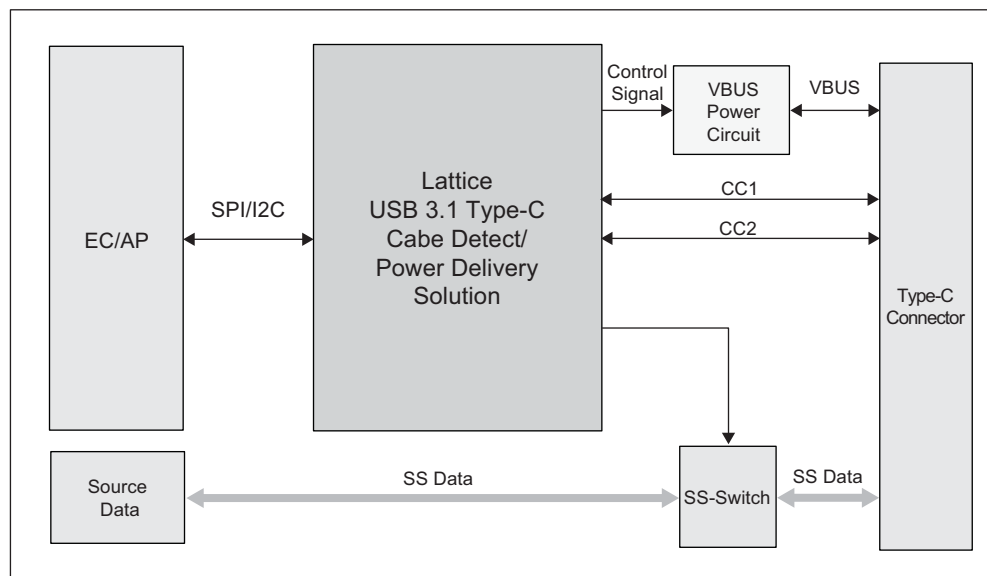 EC/AP
SPI/I2C
Lattice
USB 3.1 Type-C
Cabe Detect/
Power Delivery
Solution
Control
Signal
VBUS
Power
Circuit
VBUS
CC1
CC2
Type-C
Connector
Source
Data
SS Data
SS-Switch
SS Data